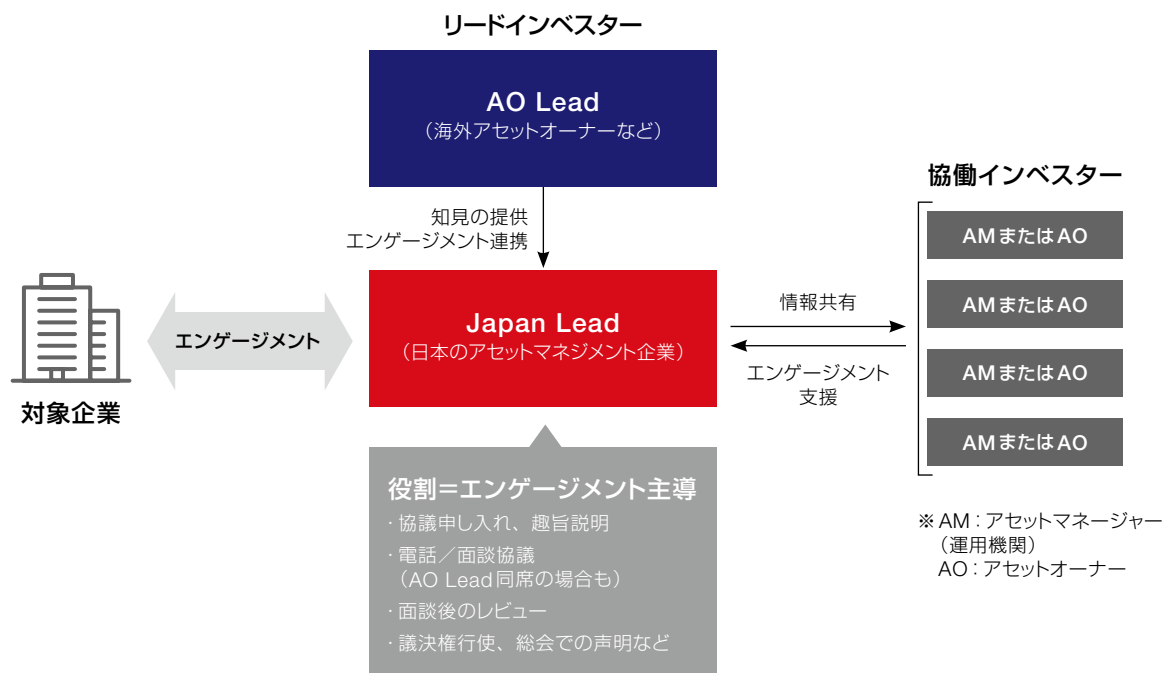 リードインベスター
AO Lead
（海外アセットオーナーなど）
知見の提供
エンゲージメント連携
対象企業
エンゲージメント
Japan Lead
（日本のアセットマネジメント企業）
情報共有
エンゲージメント
支援
協働インベスター
AMまたはAO
AMまたはAO
AMまたはAO
AMまたはAO
※ AM：アセットマネージャー
（運用機関）
AO：アセットオーナー
役割＝エンゲージメント主導
・協議申し入れ、趣旨説明
・電話／面談協議
（AO Lead同席の場合も）
・面談後のレビュー
・議決権行使、総会での声明など